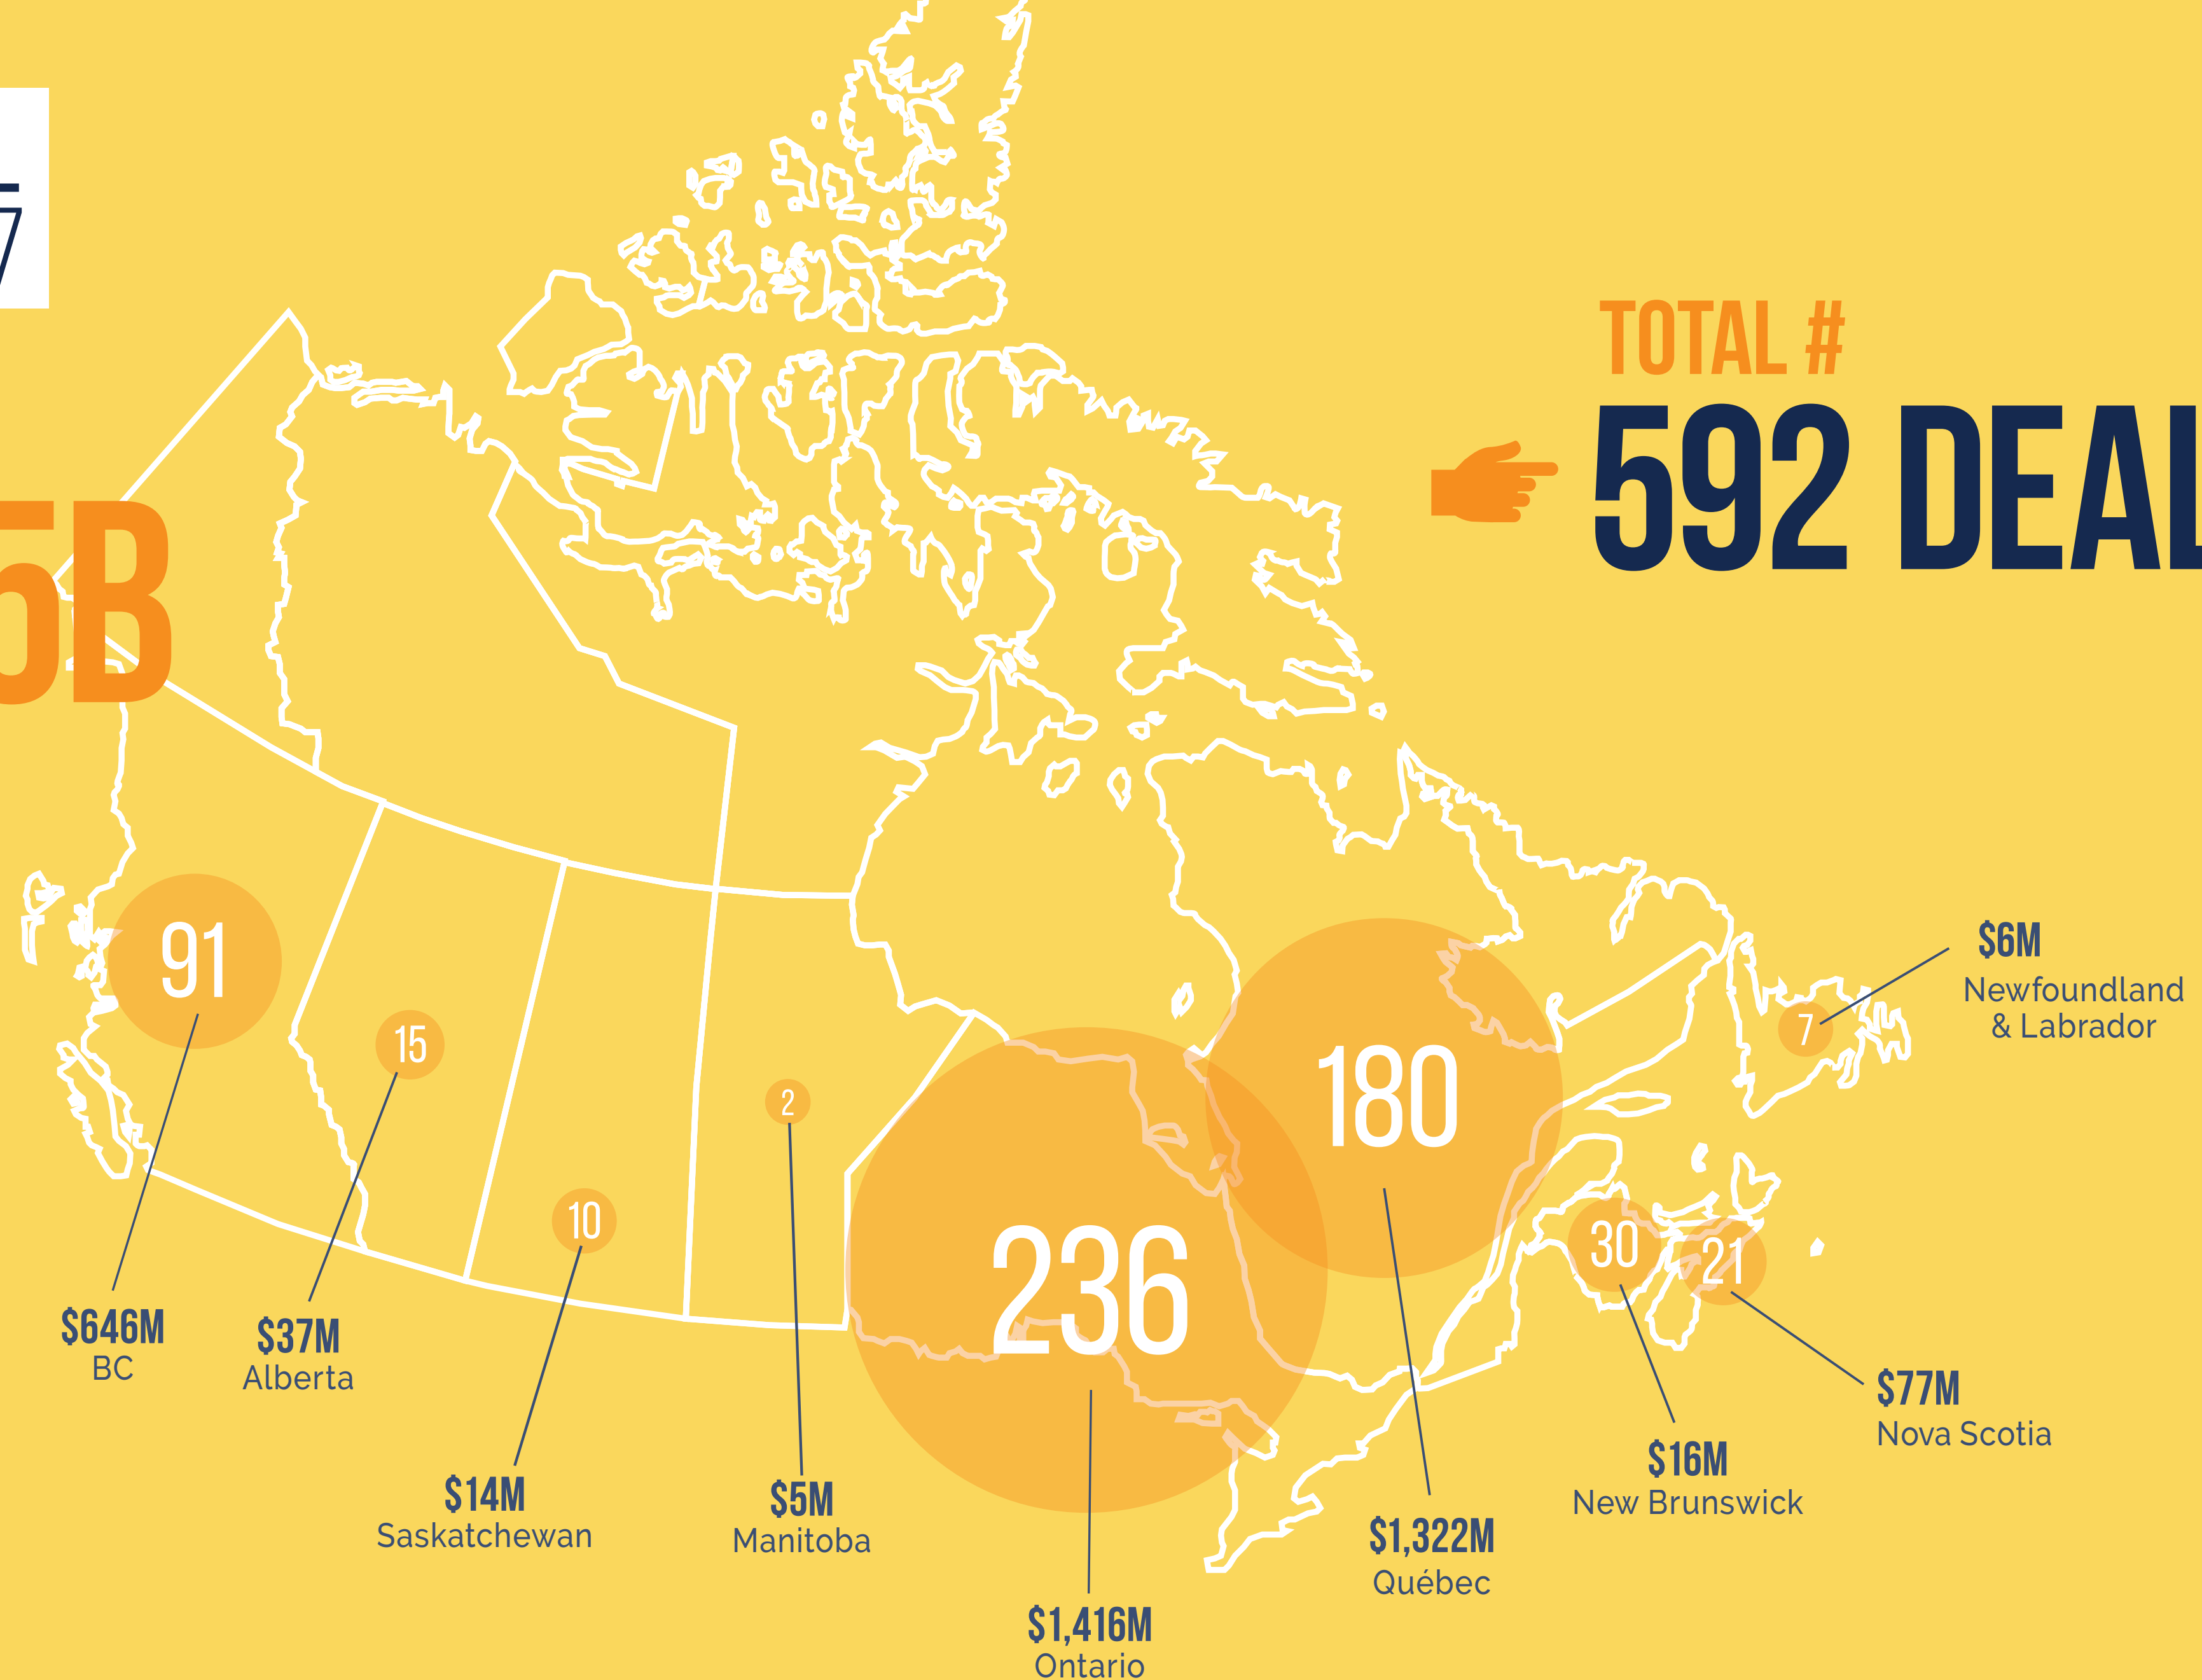 7
TOTAL #
592 DEAL
5B
91
15
10
2
236
180
30
21
7
$6M
Newfoundland
& Labrador
$646M
BC
$37M
Alberta
$14M
Saskatchewan
$5M
Manitoba
$1,416M
Ontario
$1,322M
Québec
$16M
New Brunswick
$77M
Nova Scotia